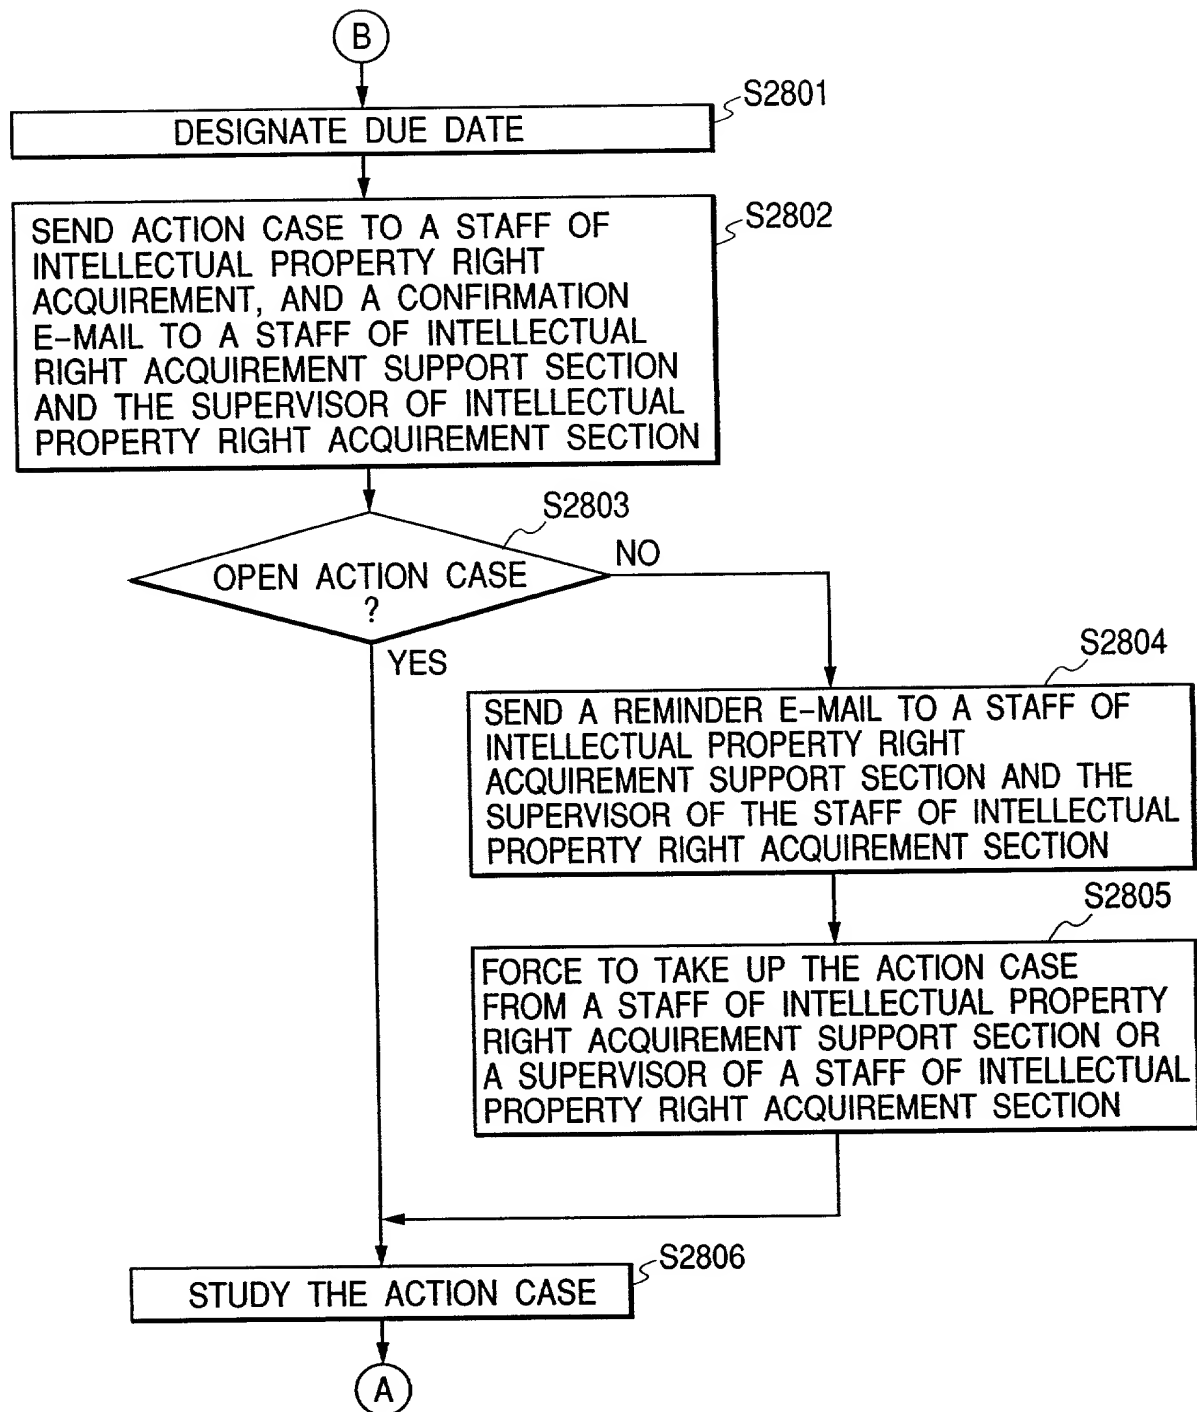 B
S2801
DESIGNATE DUE DATE
S2802
SEND ACTION CASE TO A STAFF OF
INTELLECTUAL PROPERTY RIGHT
ACQUIREMENT, AND A CONFIRMATION
E-MAIL TO A STAFF OF INTELLECTUAL
RIGHT ACQUIREMENT SUPPORT SECTION
AND THE SUPERVISOR OF INTELLECTUAL
PROPERTY RIGHT ACQUIREMENT SECTION
S2803
OPEN ACTION CASE
?
NO
YES
S2804
SEND A REMINDER E-MAIL TO A STAFF OF
INTELLECTUAL PROPERTY RIGHT
ACQUIREMENT SUPPORT SECTION AND THE
SUPERVISOR OF THE STAFF OF INTELLECTUAL
PROPERTY RIGHT ACQUIREMENT SECTION
S2805
FORCE TO TAKE UP THE ACTION CASE
FROM A STAFF OF INTELLECTUAL PROPERTY
RIGHT ACQUIREMENT SUPPORT SECTION OR
A SUPERVISOR OF A STAFF OF INTELLECTUAL
PROPERTY RIGHT ACQUIREMENT SECTION
S2806
STUDY THE ACTION CASE
A